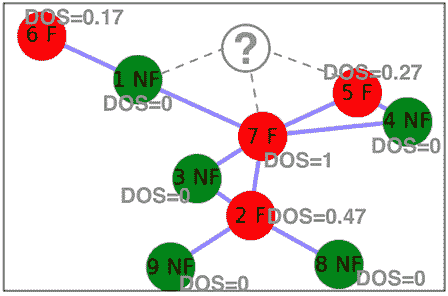 DOS=0.17
6 F
?
1 NF
DOS=0
DOS=0.27
5 F
4 NF
DOS=0
7 F
DOS=1
3 NF
DOS=0
2 F
DOS=0.47
9 NF
DOS=0
8 NF
DOS=0